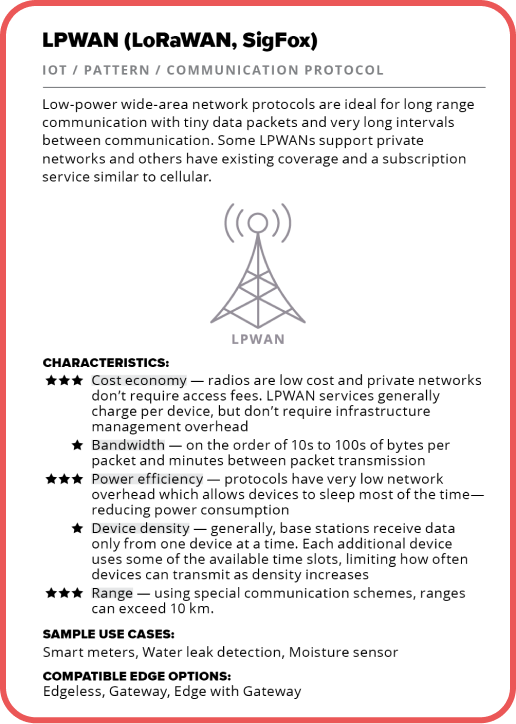 LPWAN (LoRaWAN, SigFox)
IOT / PATTERN / COMMUNICATION PROTOCOL
Low-power wide-area network protocols are ideal for long range
communication with tiny data packets and very long intervals
between communication. Some LPWANs support private
networks and others have existing coverage and a subscription
service similar to cellular.
LPWAN
CHARACTERISTICS:
★★★ Cost economy — radios are low cost and private networks
don’t require access fees. LPWAN services generally
charge per device, but don’t require infrastructure
management overhead
★ Bandwidth — on the order of 10s to 100s of bytes per
packet and minutes between packet transmission
★★★ Power efficiency — protocols have very low network
overhead which allows devices to sleep most of the time—
reducing power consumption
★ Device density — generally, base stations receive data
only from one device at a time. Each additional device
uses some of the available time slots, limiting how often
devices can transmit as density increases
★★★ Range — using special communication schemes, ranges
can exceed 10 km.
SAMPLE USE CASES:
Smart meters, Water leak detection, Moisture sensor
COMPATIBLE EDGE OPTIONS:
Edgeless, Gateway, Edge with Gateway